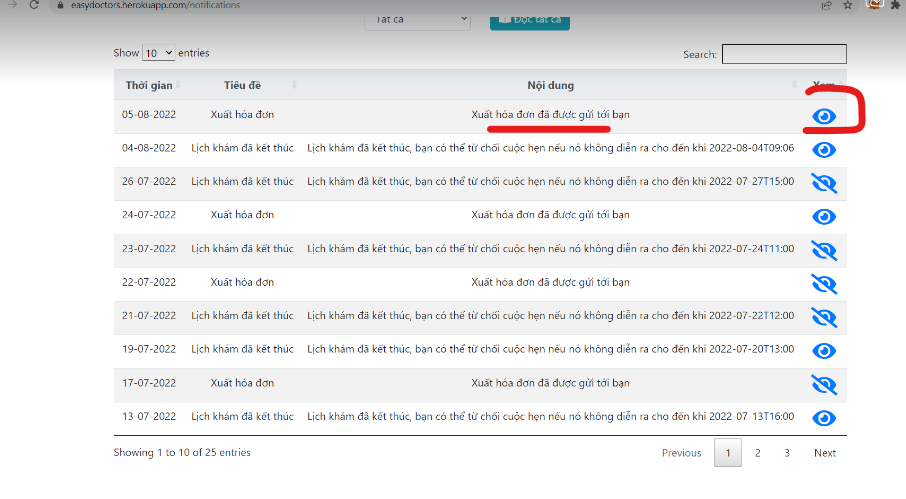 easydoctors.herokuapp.com/notifications
Tất cả Đọc tất cả
Show 10 entries Search:
Thời gian Tiêu đề Nội dung Xem
05-08-2022 Xuất hóa đơn Xuất hóa đơn đã được gửi tới bạn
04-08-2022 Lịch khám đã kết thúc Lịch khám đã kết thúc, bạn có thể từ chối cuộc hẹn nếu nó không diễn ra cho đến khi 2022-08-04T09:06
26-07-2022 Lịch khám đã kết thúc Lịch khám đã kết thúc, bạn có thể từ chối cuộc hẹn nếu nó không diễn ra cho đến khi 2022-07-27T15:00
24-07-2022 Xuất hóa đơn Xuất hóa đơn đã được gửi tới bạn
23-07-2022 Lịch khám đã kết thúc Lịch khám đã kết thúc, bạn có thể từ chối cuộc hẹn nếu nó không diễn ra cho đến khi 2022-07-24T11:00
22-07-2022 Xuất hóa đơn Xuất hóa đơn đã được gửi tới bạn
21-07-2022 Lịch khám đã kết thúc Lịch khám đã kết thúc, bạn có thể từ chối cuộc hẹn nếu nó không diễn ra cho đến khi 2022-07-22T12:00
19-07-2022 Lịch khám đã kết thúc Lịch khám đã kết thúc, bạn có thể từ chối cuộc hẹn nếu nó không diễn ra cho đến khi 2022-07-20T13:00
17-07-2022 Xuất hóa đơn Xuất hóa đơn đã được gửi tới bạn
13-07-2022 Lịch khám đã kết thúc Lịch khám đã kết thúc, bạn có thể từ chối cuộc hẹn nếu nó không diễn ra cho đến khi 2022-07-13T16:00
Showing 1 to 10 of 25 entries Previous 1 2 3 Next